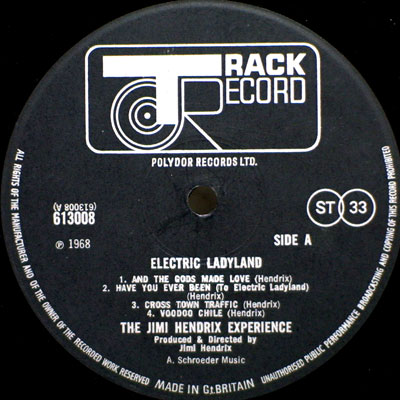 TRACK
RECORD
POLYDOR RECORDS LTD.
(613008 A)
613008
ST 33
℗ 1968
SIDE A
ELECTRIC LADYLAND
1. AND THE GODS MADE LOVE (Hendrix)
2. HAVE YOU EVER BEEN (To Electric Ladyland)
(Hendrix)
3. CROSS TOWN TRAFFIC (Hendrix)
4. VOODOO CHILE (Hendrix)
THE JIMI HENDRIX EXPERIENCE
Produced & Directed by
Jimi Hendrix
A. Schroeder Music
ALL RIGHTS OF THE MANUFACTURER AND OF THE OWNER OF THE RECORDED WORK RESERVED
UNAUTHORISED PUBLIC PERFORMANCE BROADCASTING AND COPYING OF THIS RECORD PROHIBITED
MADE IN Gt.BRITAIN